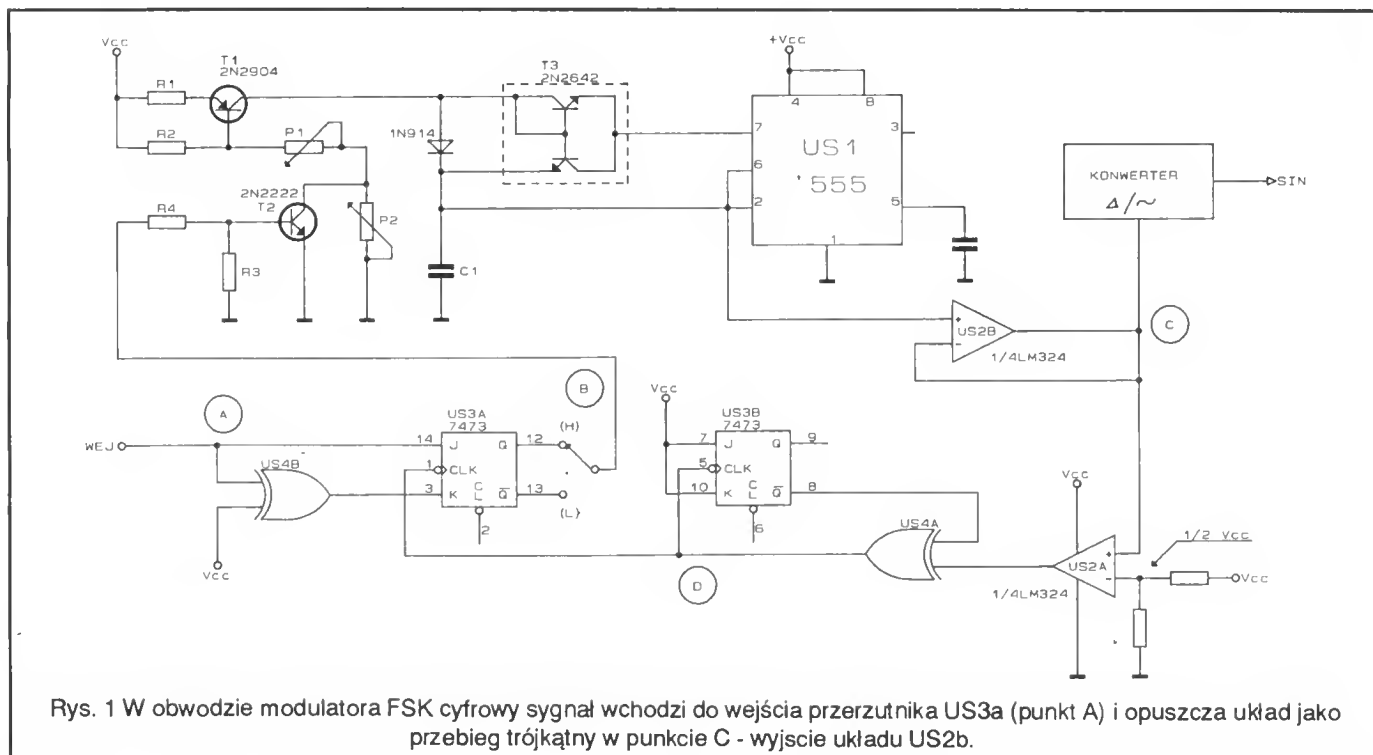 Vcc
T1
2N2904
R1
R2
P1
2N2222
T2
P2
R4
R3
1N914
C1
T3
2N2642
+Vcc
4
8
7
3
6
US1
'555
2
5
1
KONWERTER
Δ/~
SIN
US2B
1/4LM324
C
WEJ
A
US4B
Vcc
US3A
7473
14
J
Q
12
(H)
1
CLK
3
K
C
L
Q̅
13
(L)
2
B
Vcc
US3B
7473
7
J
Q
9
5
CLK
10
K
C
L
Q̅
8
6
D
US4A
Vcc
US2A
1/4LM324
1/2 Vcc
Vcc
Rys. 1 W obwodzie modulatora FSK cyfrowy sygnał wchodzi do wejścia przerzutnika US3a (punkt A) i opuszcza układ jako
przebieg trójkątny w punkcie C - wyjscie układu US2b.